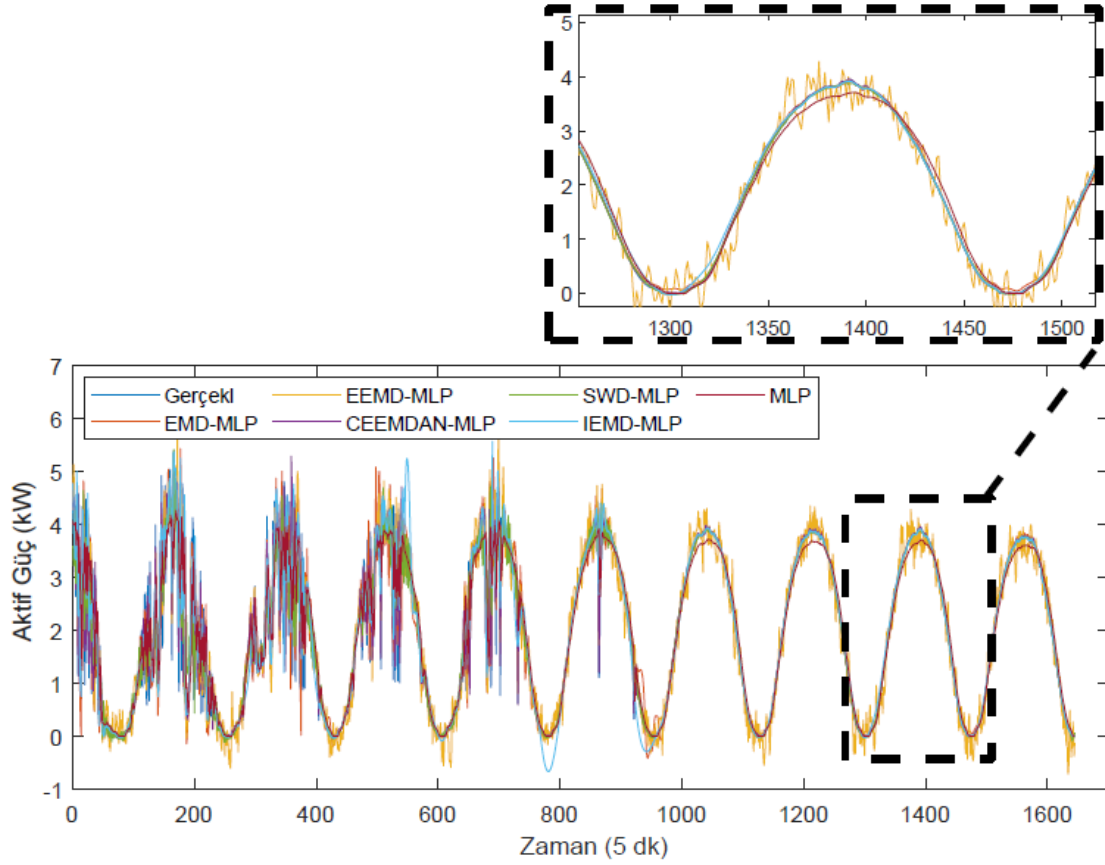 5
4
3
2
1
0
1300 1350 1400 1450 1500
7
6
5
4
3
2
1
0
-1
Gerçekl EEMD-MLP SWD-MLP MLP
EMD-MLP CEEMDAN-MLP IEMD-MLP
Aktif Güç (kW)
0 200 400 600 800 1000 1200 1400 1600
Zaman (5 dk)